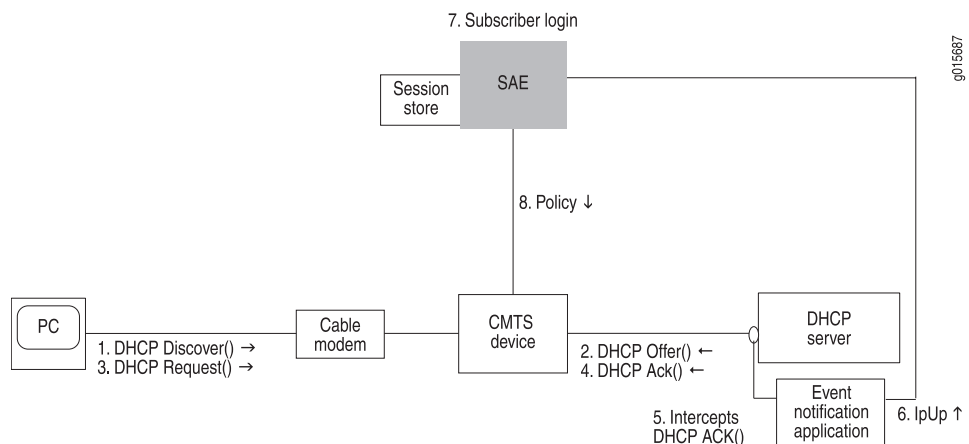 7. Subscriber login
g015687
Session
store
SAE
8. Policy ↓
PC
Cable
modem
CMTS
device
DHCP
server
1. DHCP Discover() →
3. DHCP Request() →
2. DHCP Offer() ←
4. DHCP Ack() ←
5. Intercepts
DHCP ACK()
Event
notification
application
6. IpUp ↑